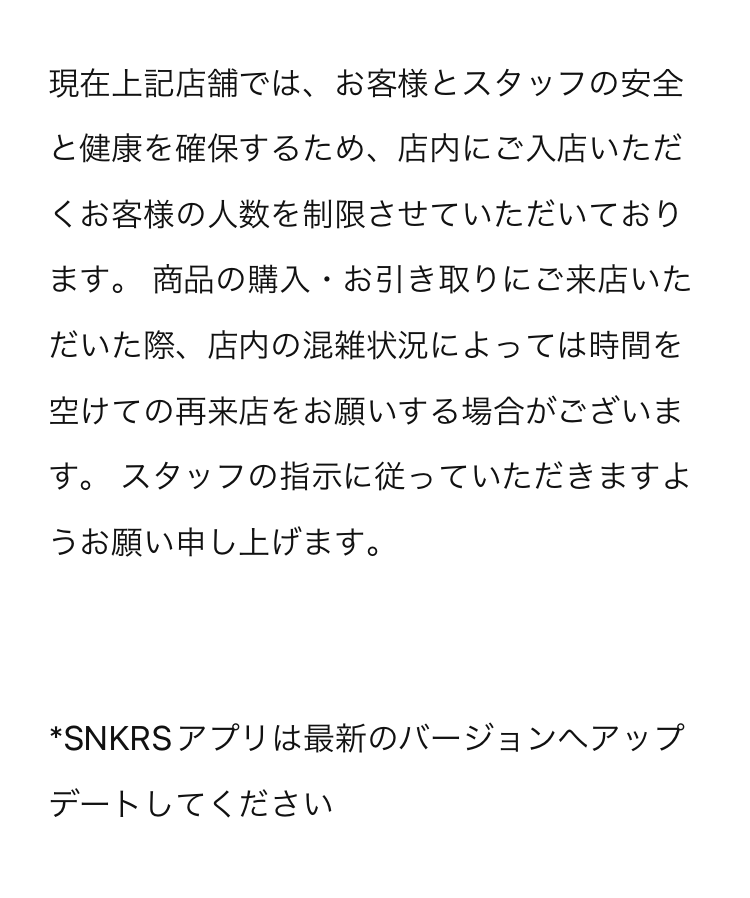 現在上記店舗では、お客様とスタッフの安全
と健康を確保するため、店内にご入店いただ
くお客様の人数を制限させていただいており
ます。 商品の購入・お引き取りにご来店いた
だいた際、店内の混雑状況によっては時間を
空けての再来店をお願いする場合がございま
す。 スタッフの指示に従っていただきますよ
うお願い申し上げます。
*SNKRSアプリは最新のバージョンへアップ
デートしてください